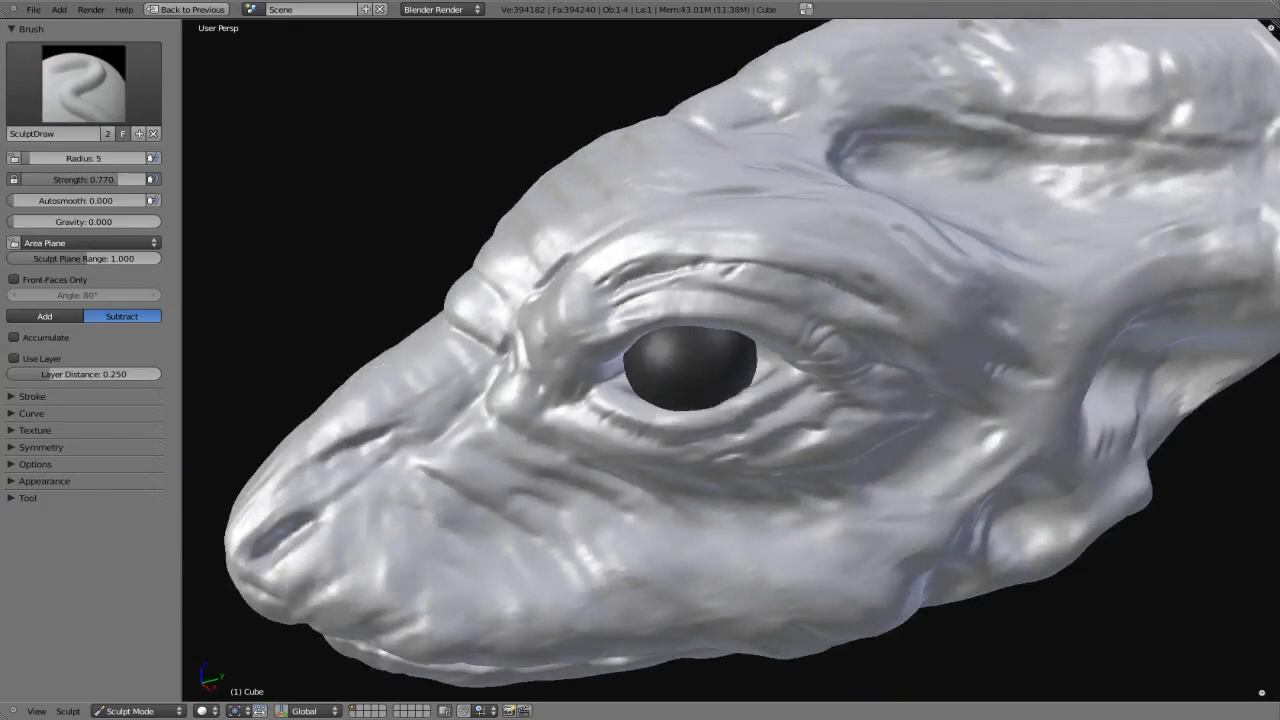 File Add Render Help Back to Previous Scene Blender Render Ve:394182 | Fa:394240 | Ob:1-4 | La:1 | Mem:43.01M (11.38M) | Cube
Brush
User Persp
SculptDraw 2 F
Radius: 5
Strength: 0.770
Autosmooth: 0.000
Gravity: 0.000
Area Plane
Sculpt Plane Range: 1.000
Front-Faces Only
Angle: 80°
Add Subtract
Accumulate
Use Layer
Layer Distance: 0.250
Stroke
Curve
Texture
Symmetry
Options
Appearance
Tool
(1) Cube
View Sculpt Sculpt Mode Global